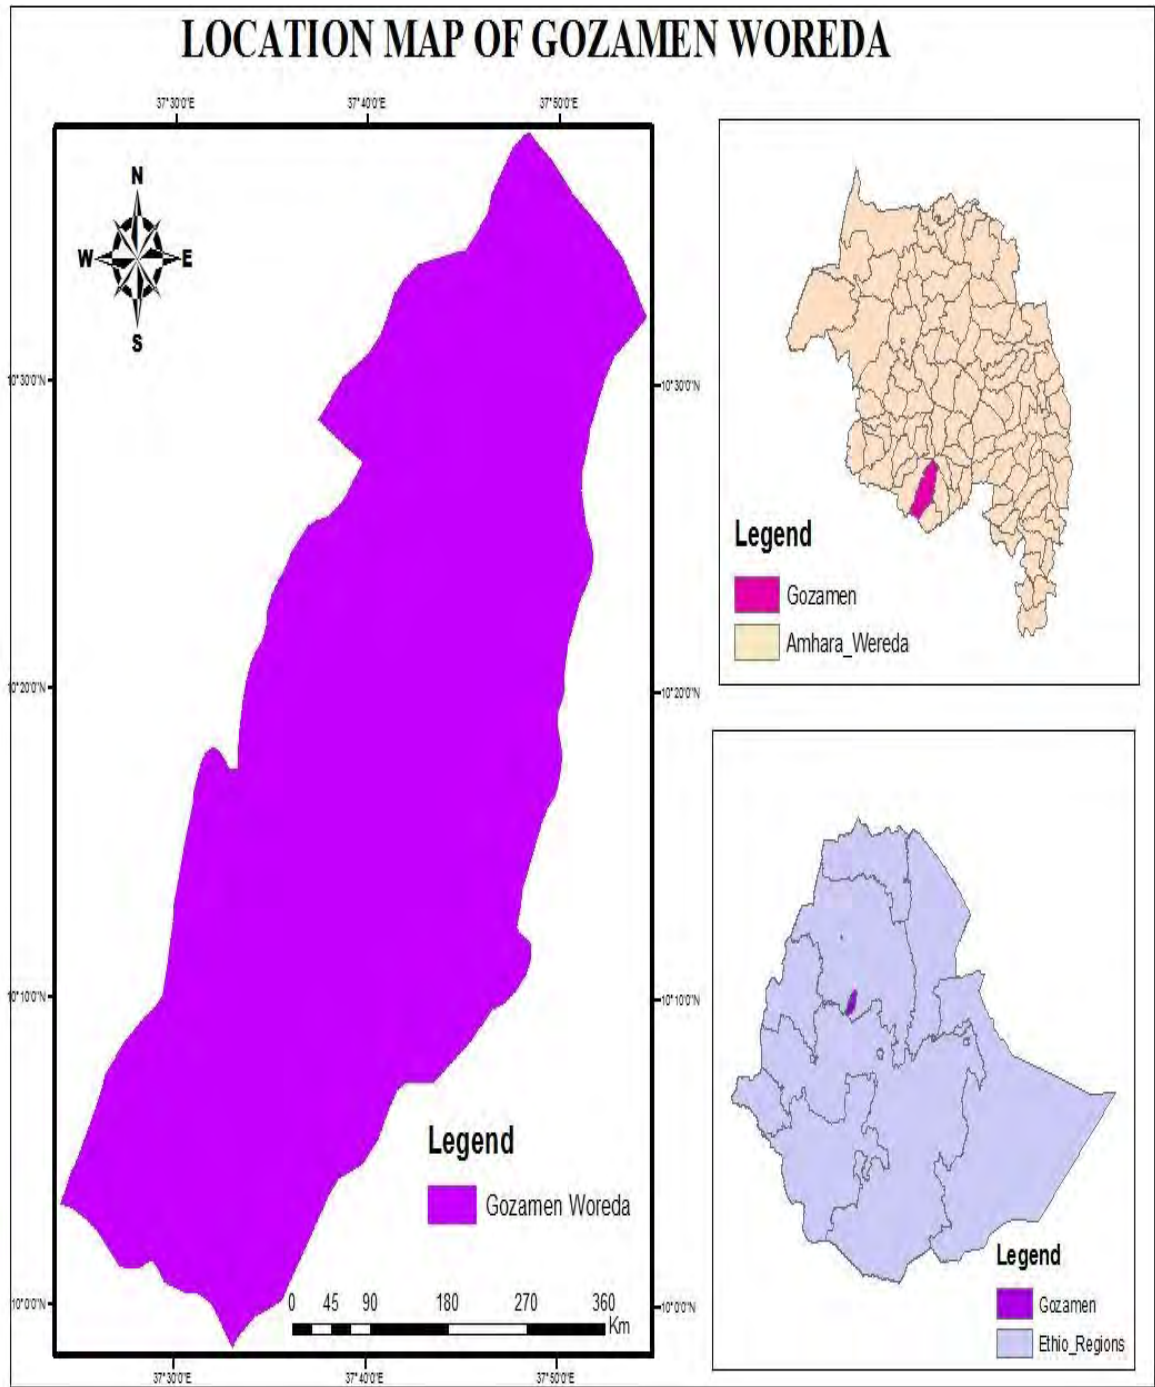 LOCATION MAP OF GOZAMEN WOREDA
37°30'0"E 37°40'0"E 37°50'0"E
N
W E
S
10°30'0"N 10°30'0"N
10°20'0"N 10°20'0"N
10°10'0"N 10°10'0"N
10°0'0"N 10°0'0"N
Legend
Gozamen Woreda
0 45 90 180 270 360
Km
37°30'0"E 37°40'0"E 37°50'0"E
Legend
Gozamen
Amhara_Wereda
Legend
Gozamen
Ethio_Regions